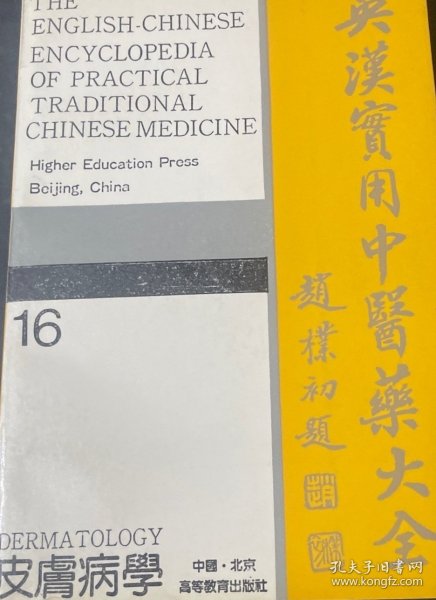 THE
ENGLISH-CHINESE
ENCYCLOPEDIA
OF PRACTICAL
TRADITIONAL
CHINESE MEDICINE
Higher Education Press
Beijing, China
16
DERMATOLOGY
皮膚病學
中國·北京
高等教育出版社
英漢實用中醫藥大全
趙樸初題
孔夫子旧书网
www.kongfz.com